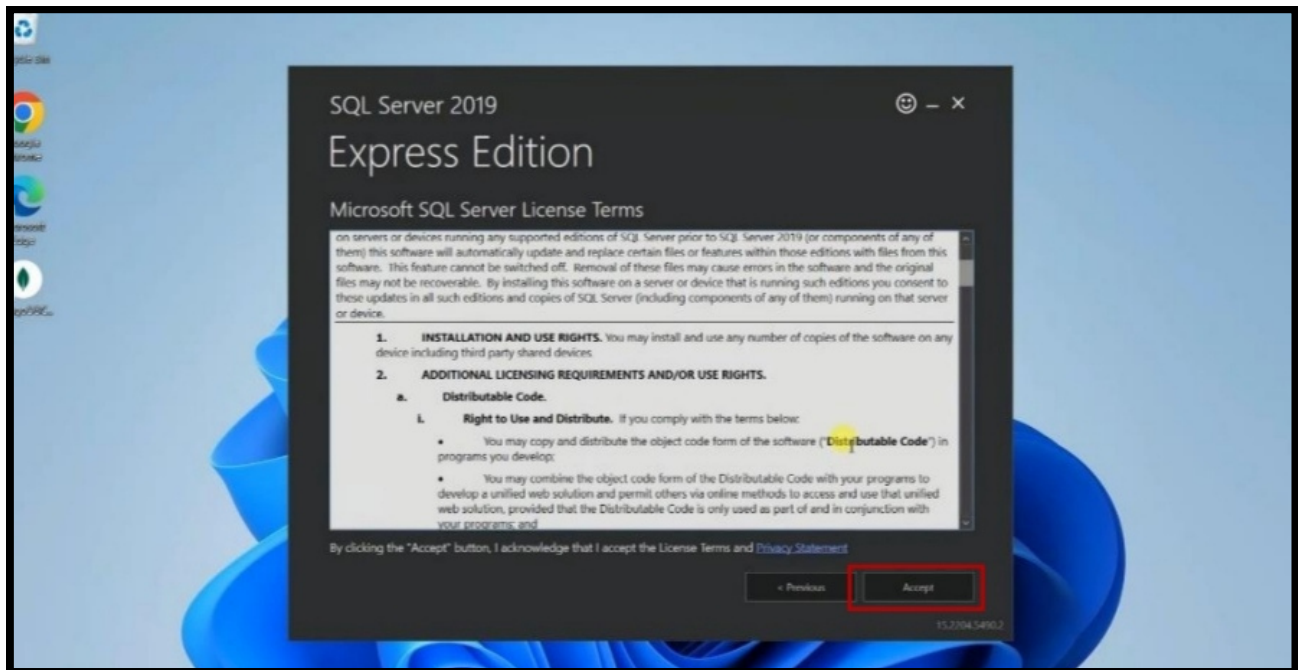 SQL Server 2019
Express Edition
Microsoft SQL Server License Terms
on servers or devices running any supported editions of SQL Server prior to SQL Server 2019 (or components of any of
them) this software will automatically update and replace certain files or features within those editions with files from this
software. This feature cannot be switched off. Removal of these files may cause errors in the software and the original
files may not be recoverable. By installing this software on a server or device that is running such editions you consent to
these updates in all such editions and copies of SQL Server (including components of any of them) running on that server
or device.
1. INSTALLATION AND USE RIGHTS. You may install and use any number of copies of the software on any
device including third party shared devices.
2. ADDITIONAL LICENSING REQUIREMENTS AND/OR USE RIGHTS.
a. Distributable Code.
i. Right to Use and Distribute. If you comply with the terms below:
• You may copy and distribute the object code form of the software ("Distributable Code") in
programs you develop;
• You may combine the object code form of the Distributable Code with your programs to
develop a unified web solution and permit others via online methods to access and use that unified
web solution, provided that the Distributable Code is only used as part of and in conjunction with
your programs; and
By clicking the "Accept" button, I acknowledge that I accept the License Terms and Privacy Statement
< Previous
Accept
15.2204.5490.2